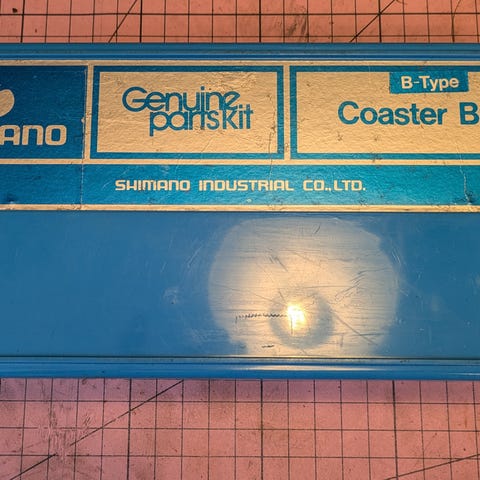 ANO
Genuine
parts Kit
B-Type
Coaster B
SHIMANO INDUSTRIAL CO., LTD.